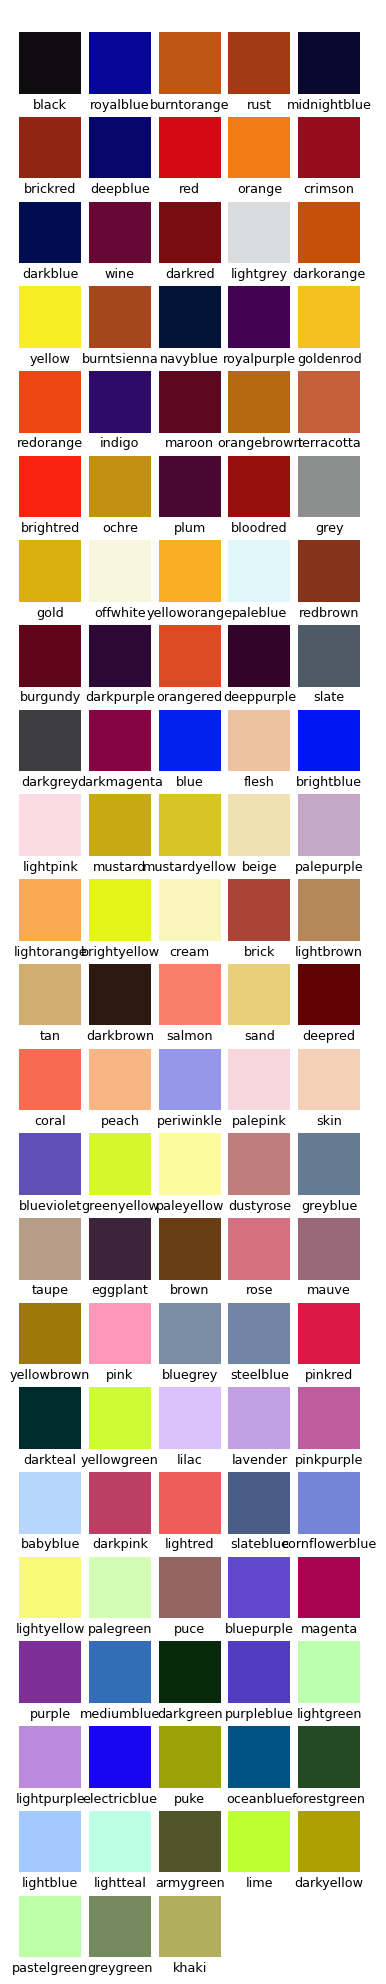 black royalblue burntorange rust midnightblue
brickred deepblue red orange crimson
darkblue wine darkred lightgrey darkorange
yellow burntsienna navyblue royalpurple goldenrod
redorange indigo maroon orangebrown terracotta
brightred ochre plum bloodred grey
gold offwhite yelloworange paleblue redbrown
burgundy darkpurple orangered deeppurple slate
darkgrey darkmagenta blue flesh brightblue
lightpink mustard mustardyellow beige palepurple
lightorange brightyellow cream brick lightbrown
tan darkbrown salmon sand deepred
coral peach periwinkle palepink skin
blueviolet greenyellow paleyellow dustyrose greyblue
taupe eggplant brown rose mauve
yellowbrown pink bluegrey steelblue pinkred
darkteal yellowgreen lilac lavender pinkpurple
babyblue darkpink lightred slateblue cornflowerblue
lightyellow palegreen puce bluepurple magenta
purple mediumblue darkgreen purpleblue lightgreen
lightpurple electricblue puke oceanblue forestgreen
lightblue lightteal armygreen lime darkyellow
pastelgreen greygreen khaki